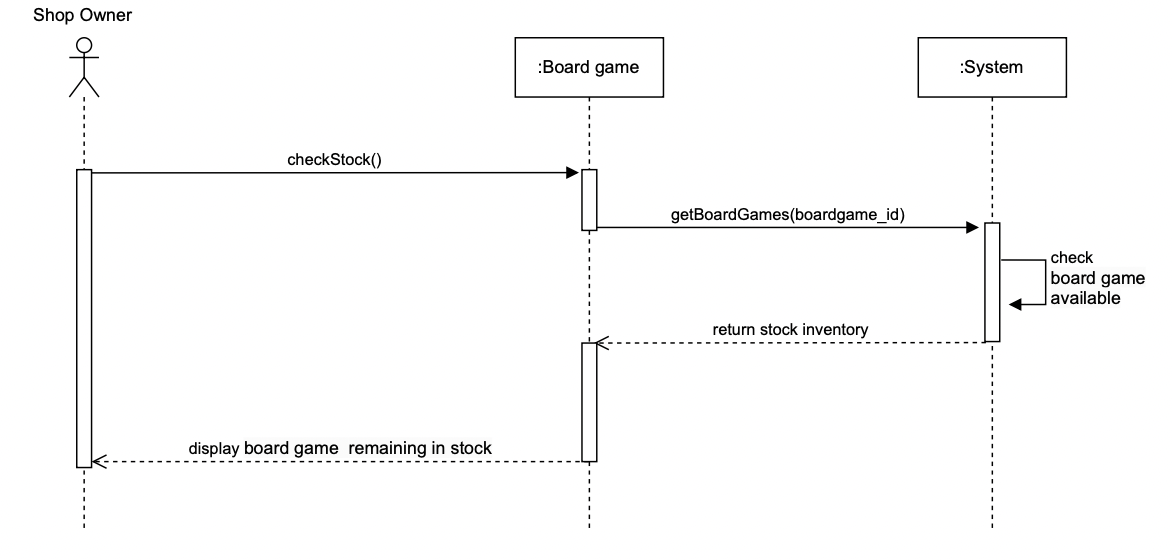 Shop Owner
:Board game
:System
checkStock()
getBoardGames(boardgame_id)
check
board game
available
return stock inventory
display board game  remaining in stock